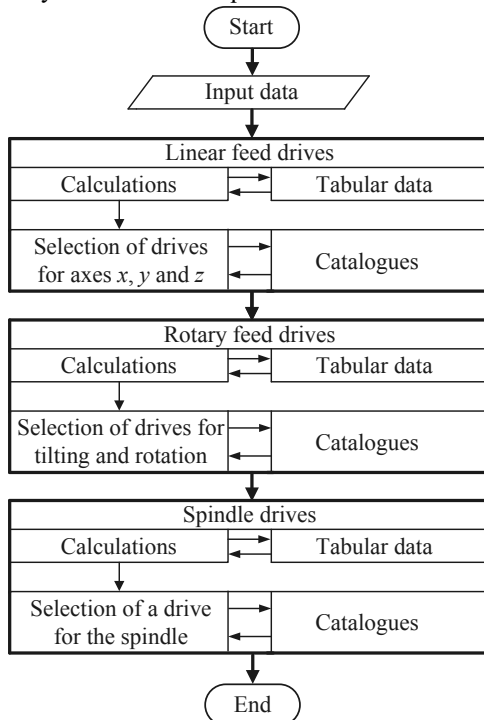 Start
Input data
Linear feed drives
Calculations
Tabular data
Selection of drives
for axes x, y and z
Catalogues
Rotary feed drives
Calculations
Tabular data
Selection of drives for
tilting and rotation
Catalogues
Spindle drives
Calculations
Tabular data
Selection of a drive
for the spindle
Catalogues
End